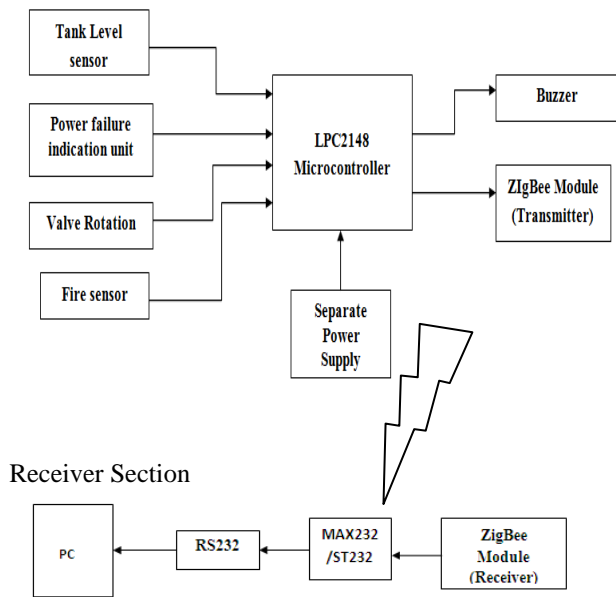 Tank Level
sensor
Power failure
indication unit
Valve Rotation
Fire sensor
LPC2148
Microcontroller
Buzzer
ZIgBee Module
(Transmitter)
Separate
Power
Supply
Receiver Section
PC
RS232
MAX232
/ST232
ZigBee
Module
(Receiver)